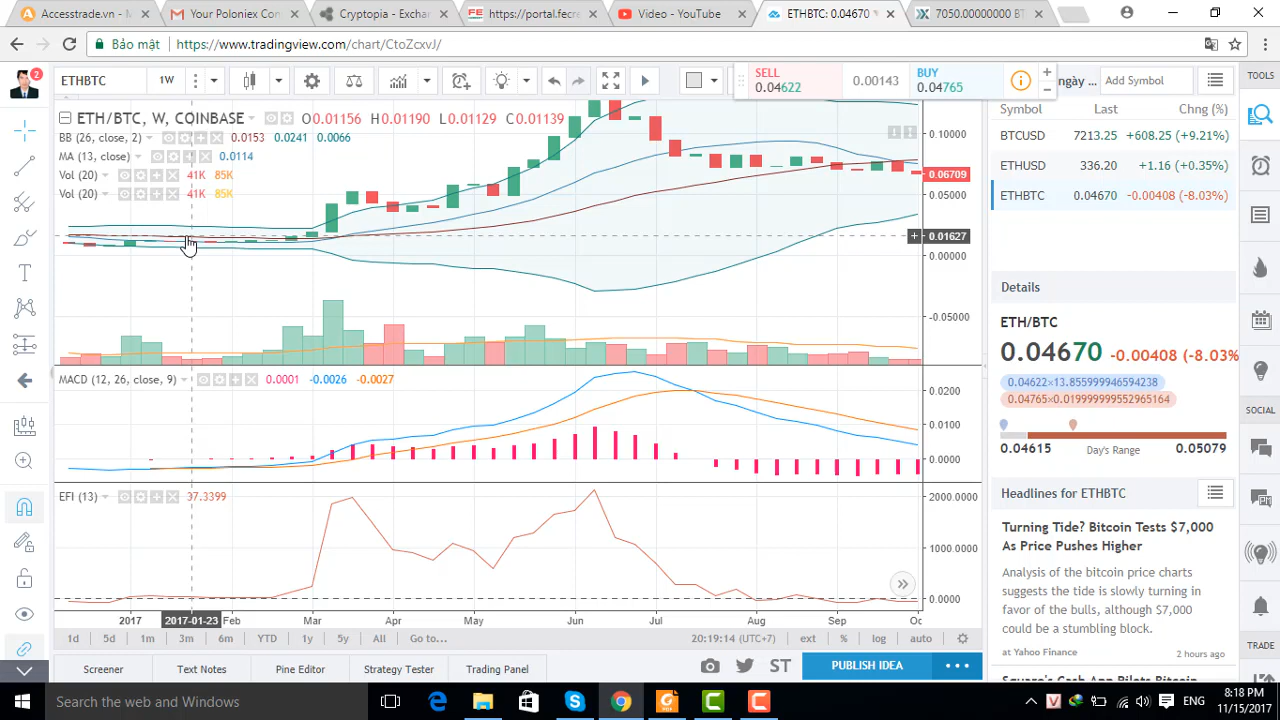 Accesstrade.vn - Mua
Your Poloniex Con
Cryptopia - Exchan
https://portal.fecre
Video - YouTube
ETHBTC: 0.04670
7050.00000000 BT
Bảo mật
https://www.tradingview.com/chart/CtoZcxvJ/
2
ETHBTC
1W
SELL
0.04622
0.00143
BUY
0.04765
ngày ...
Add Symbol
TOOLS
ETH/BTC, W, COINBASE
O0.01156 H0.01190 L0.01129 C0.01139
BB (26, close, 2)
0.0153 0.0241 0.0066
MA (13, close)
0.0114
Vol (20)
41K 85K
Vol (20)
41K 85K
0.10000
0.06709
0.05000
0.01627
0.00000
-0.05000
MACD (12, 26, close, 9)
0.0001 -0.0026 -0.0027
0.0200
0.0100
0.0000
EFI (13)
37.3399
2000.0000
1000.0000
0.0000
2017
2017-01-23
Feb
Mar
Apr
May
Jun
Jul
Aug
Sep
Oc
1d 5d 1m 3m 6m YTD 1y 5y All Go to...
20:19:14 (UTC+7)
ext % log auto
Screener
Text Notes
Pine Editor
Strategy Tester
Trading Panel
ST
PUBLISH IDEA
Symbol Last Chng (%)
BTCUSD 7213.25 +608.25 (+9.21%)
ETHUSD 336.20 +1.16 (+0.35%)
ETHBTC 0.04670 -0.00408 (-8.03%)
Details
ETH/BTC
0.04670 -0.00408 (-8.03%
0.04622×13.855999946594238
0.04765×0.019999999552965164
0.04615
Day's Range
0.05079
Headlines for ETHBTC
Turning Tide? Bitcoin Tests $7,000
As Price Pushes Higher
Analysis of the bitcoin price charts
suggests the tide is slowly turning in
favor of the bulls, although $7,000
could be a stumbling block.
at Yahoo Finance
2 hours ago
Square's Cash App Pilots Bitcoin
SOCIAL
TRADE
Search the web and Windows
V
ENG
8:18 PM
11/15/2017